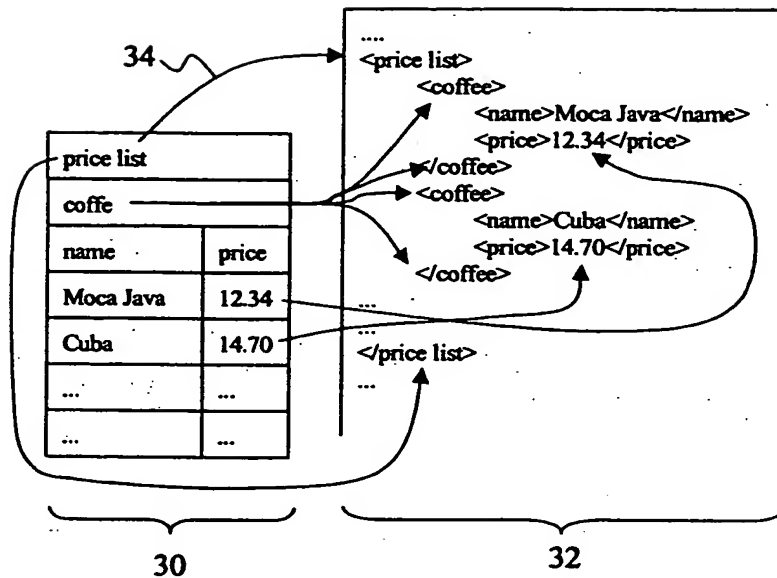 34
price list
coffe
name price
Moca Java 12.34
Cuba 14.70
... ...
... ...
30
....
<price list>
<coffee>
<name>Moca Java</name>
<price>12.34</price>
</coffee>
<coffee>
<name>Cuba</name>
<price>14.70</price>
</coffee>
...
...
</price list>
...
32